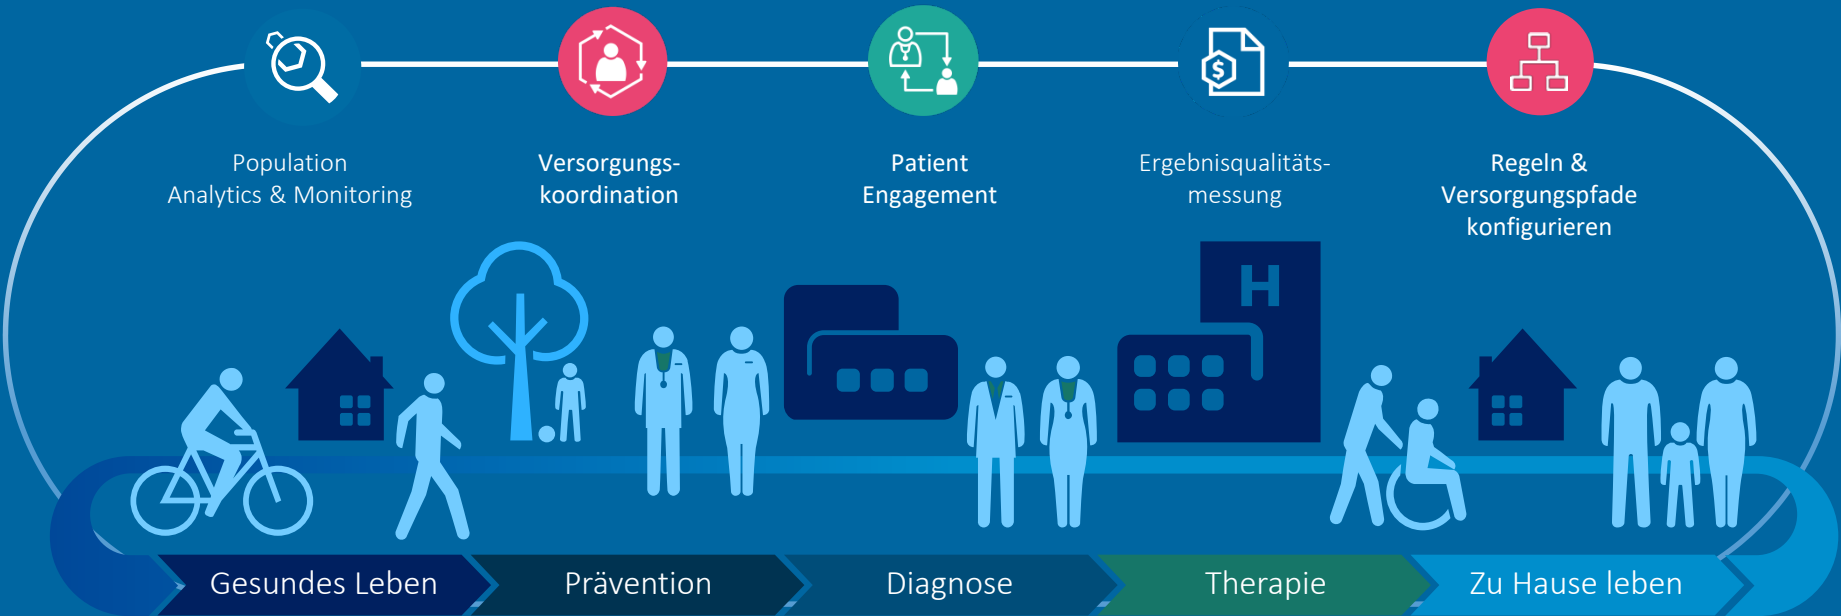 Population
Analytics & Monitoring
Versorgungs-
koordination
Patient
Engagement
Ergebnisqualitäts-
messung
Regeln &
Versorgungspfade
konfigurieren
$
H
Gesundes Leben
Prävention
Diagnose
Therapie
Zu Hause leben